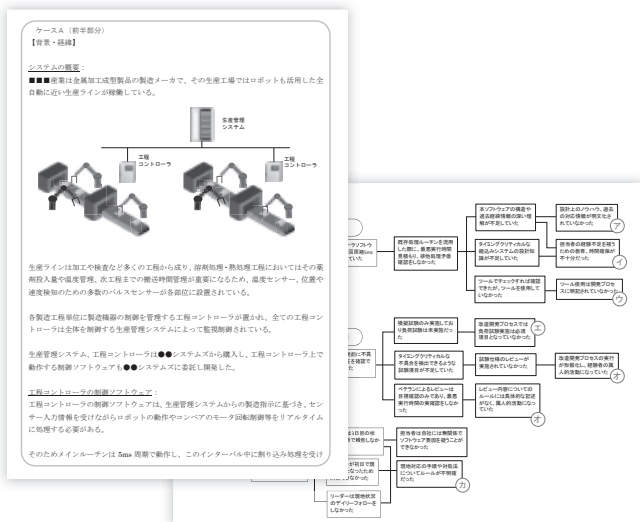 ケースA（前半部分）
【背景・経緯】
システムの概要：
■■■産業は金属加工成型製品の製造メーカで、その生産工場ではロボットも活用した全
自動に近い生産ラインが稼働している。
生産管理
システム
工程
コントローラ
工程
コントローラ
生産ラインは加工や検査など多くの工程から成り、溶剤処理・熱処理工程においてはその薬
剤投入量や温度管理、次工程までの搬送時間管理が重要になるため、温度センサー、位置や
速度検知のための多数のパルスセンサーが各部位に設置されている。
各製造工程単位に製造機器の制御を管理する工程コントローラが置かれ、全ての工程コント
ローラは全体を制御する生産管理システムによって監視制御されている。
生産管理システム、工程コントローラは●●システムズから購入し、工程コントローラ上で
動作する制御ソフトウェアも●●システムズに委託し開発した。
工程コントローラの制御ソフトウェア：
工程コントローラの制御ソフトウェアは、生産管理システムからの製造指示に基づき、セン
サー入力情報を受けながらロボットの動作やコンベアのモータ回転制御等をリアルタイム
に処理する必要がある。
そのためメインルーチンは 5ms 周期で動作し、このインターバル中に割り込み処理を受け
既存処理ルーチンを流用
した際に、最悪実行時間
見積もり、排他処理矛盾
確認をしなかった
本ソフトウェアの構造や
過去経緯情報の深い理
解が不足していた
設計上のノウハウ、過去
の対応情報が明文化さ
れていなかった
ア
タイミングクリティカルな
組込みシステムの設計知
識が不足していた
担当者の経験不足を補う
ための教育、時間確保が
不十分だった
イ
ツールでチェックすれば確認
できたが、ツールを使用して
いなかった
ツール使用は開発プロセ
スに明記されていなかった
ウ
機能試験のみ実施してお
り負荷試験は未実施だっ
た
改造開発プロセスでは
負荷試験実施は必須
項目となっていなかった
エ
タイミングクリティカルな
不具合を検出できるような
試験項目が不足していた
試験仕様のレビューが
実施されていなかった
改造開発プロセスの実行
が形骸化し、経験者の属
人的活動になっていた
オ
ベテランによるレビューは
目視確認のみであり、最悪
実行時間の実確認をしなか
った
レビュー内容についての
ルールには具体的な記述
がなく、属人的活動になっ
ていた
オ
担当者は自社には無関係で
ソフトウェア要因を疑うことが
できなかった
現地対応の手順や対処法
についてルールが不明確
だった
カ
リーダーは現地状況
のデイリーフォローを
しなかった